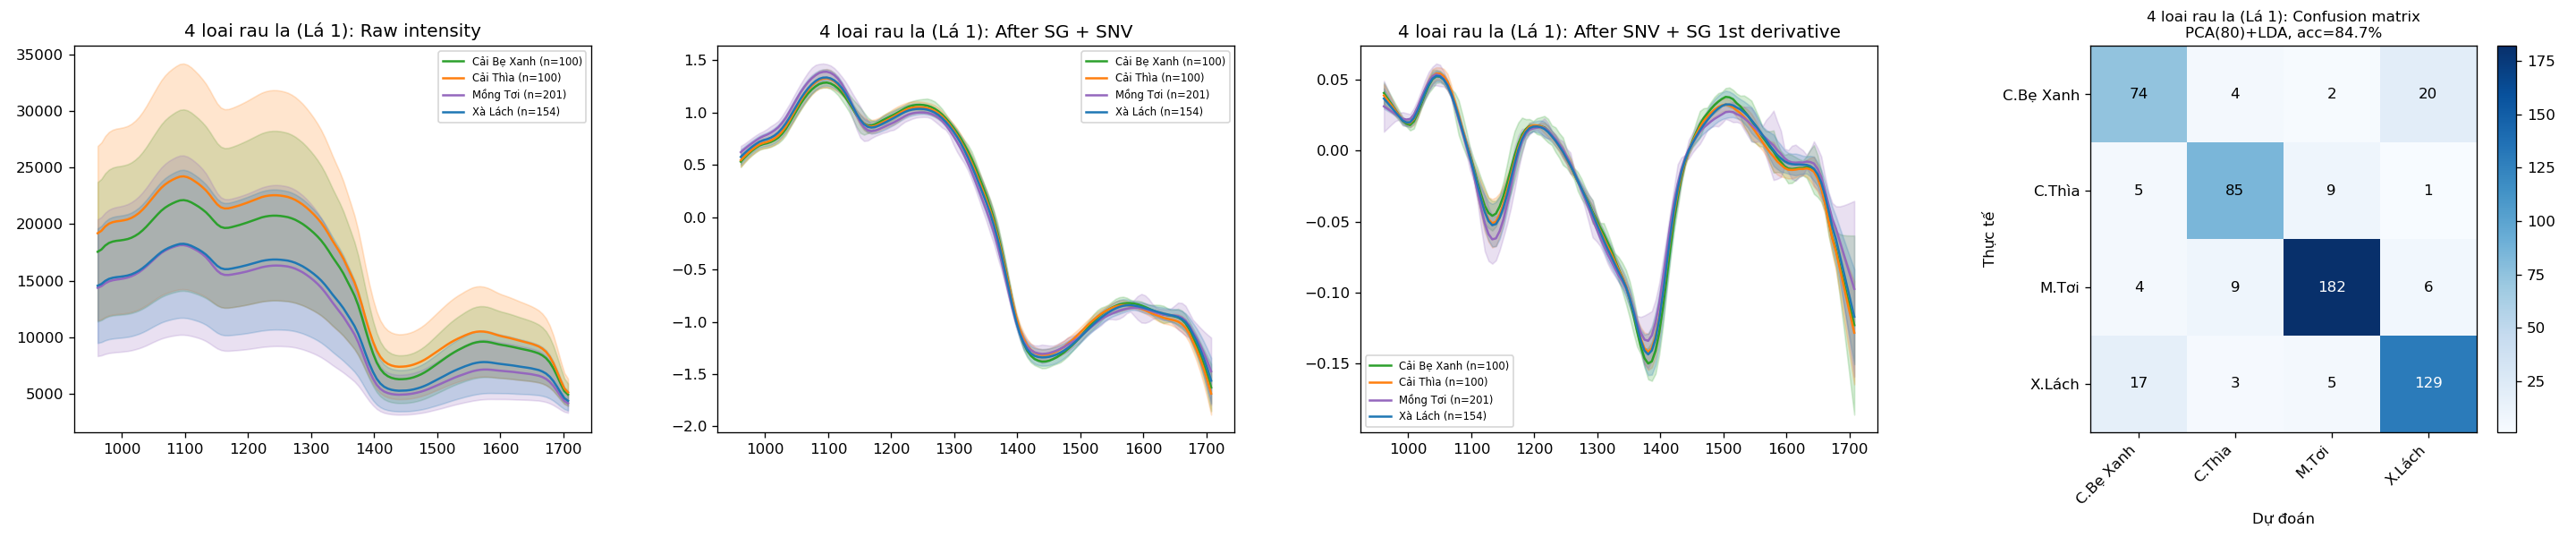 4 loai rau la (Lá 1): Raw intensity
35000
30000
25000
20000
15000
10000
5000
1000 1100 1200 1300 1400 1500 1600 1700
Cải Bẹ Xanh (n=100)
Cải Thìa (n=100)
Mồng Tơi (n=201)
Xà Lách (n=154)
4 loai rau la (Lá 1): After SG + SNV
1.5
1.0
0.5
0.0
−0.5
−1.0
−1.5
−2.0
1000 1100 1200 1300 1400 1500 1600 1700
Cải Bẹ Xanh (n=100)
Cải Thìa (n=100)
Mồng Tơi (n=201)
Xà Lách (n=154)
4 loai rau la (Lá 1): After SNV + SG 1st derivative
0.05
0.00
−0.05
−0.10
−0.15
1000 1100 1200 1300 1400 1500 1600 1700
Cải Bẹ Xanh (n=100)
Cải Thìa (n=100)
Mồng Tơi (n=201)
Xà Lách (n=154)
4 loai rau la (Lá 1): Confusion matrix
PCA(80)+LDA, acc=84.7%
Thực tế
C.Bẹ Xanh 74 4 2 20
C.Thìa 5 85 9 1
M.Tơi 4 9 182 6
X.Lách 17 3 5 129
C.Bẹ Xanh C.Thìa M.Tơi X.Lách
Dự đoán
175
150
125
100
75
50
25